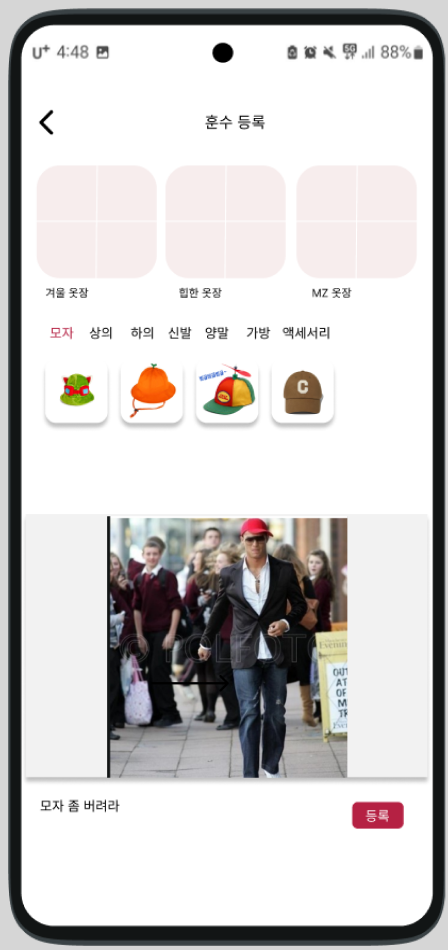 U+ 4:48 5G 88%
훈수 등록
겨울 옷장 힙한 옷장 MZ 옷장
모자 상의 하의 신발 양말 가방 액세서리
C
모자 좀 버려라
등록